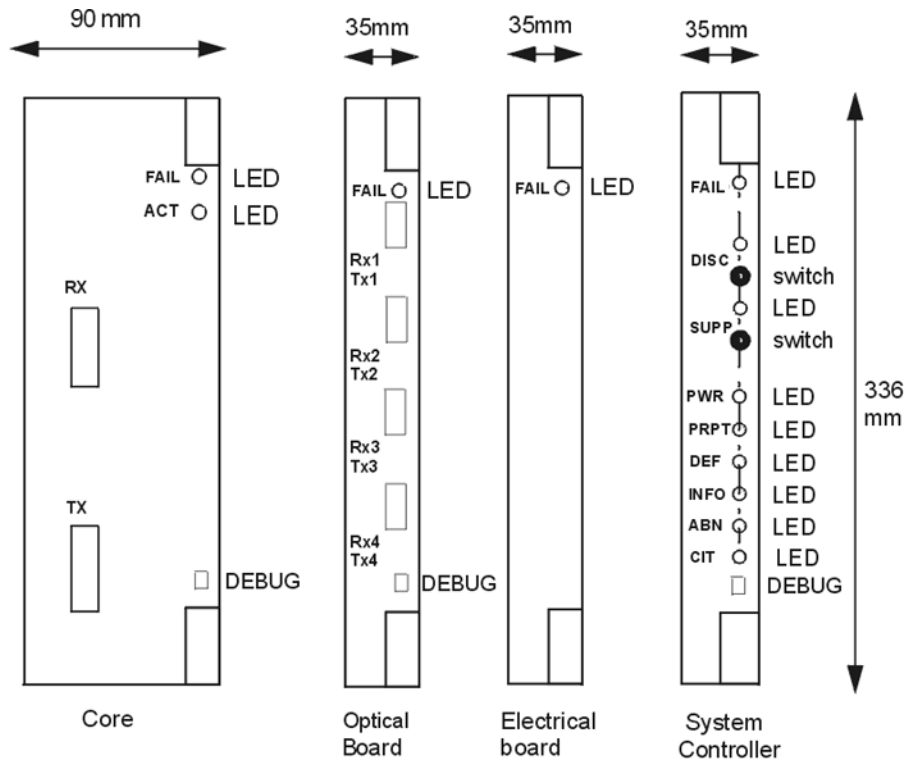 90 mm
35mm
35mm
35mm
FAIL LED
ACT LED
RX
TX
DEBUG
Core
FAIL LED
Rx1
Tx1
Rx2
Tx2
Rx3
Tx3
Rx4
Tx4
DEBUG
Optical
Board
FAIL LED
Electrical
board
FAIL LED
LED
DISC
switch
LED
SUPP
switch
PWR LED
PRPT LED
DEF LED
INFO LED
ABN LED
CIT LED
DEBUG
System
Controller
336
mm